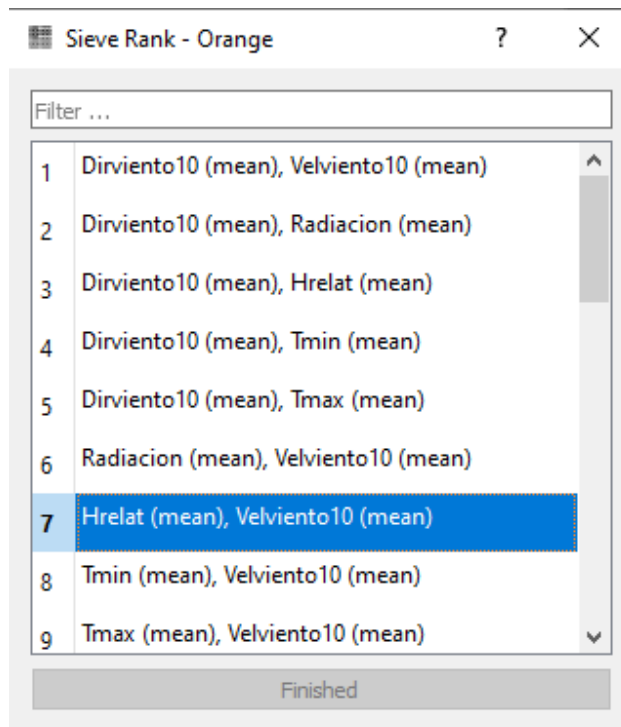 Sieve Rank - Orange ?
Filter ...
1 Dirviento10 (mean), Velviento10 (mean)
2 Dirviento10 (mean), Radiacion (mean)
3 Dirviento10 (mean), Hrelat (mean)
4 Dirviento10 (mean), Tmin (mean)
5 Dirviento10 (mean), Tmax (mean)
6 Radiacion (mean), Velviento10 (mean)
7 Hrelat (mean), Velviento10 (mean)
8 Tmin (mean), Velviento10 (mean)
9 Tmax (mean), Velviento10 (mean)
Finished